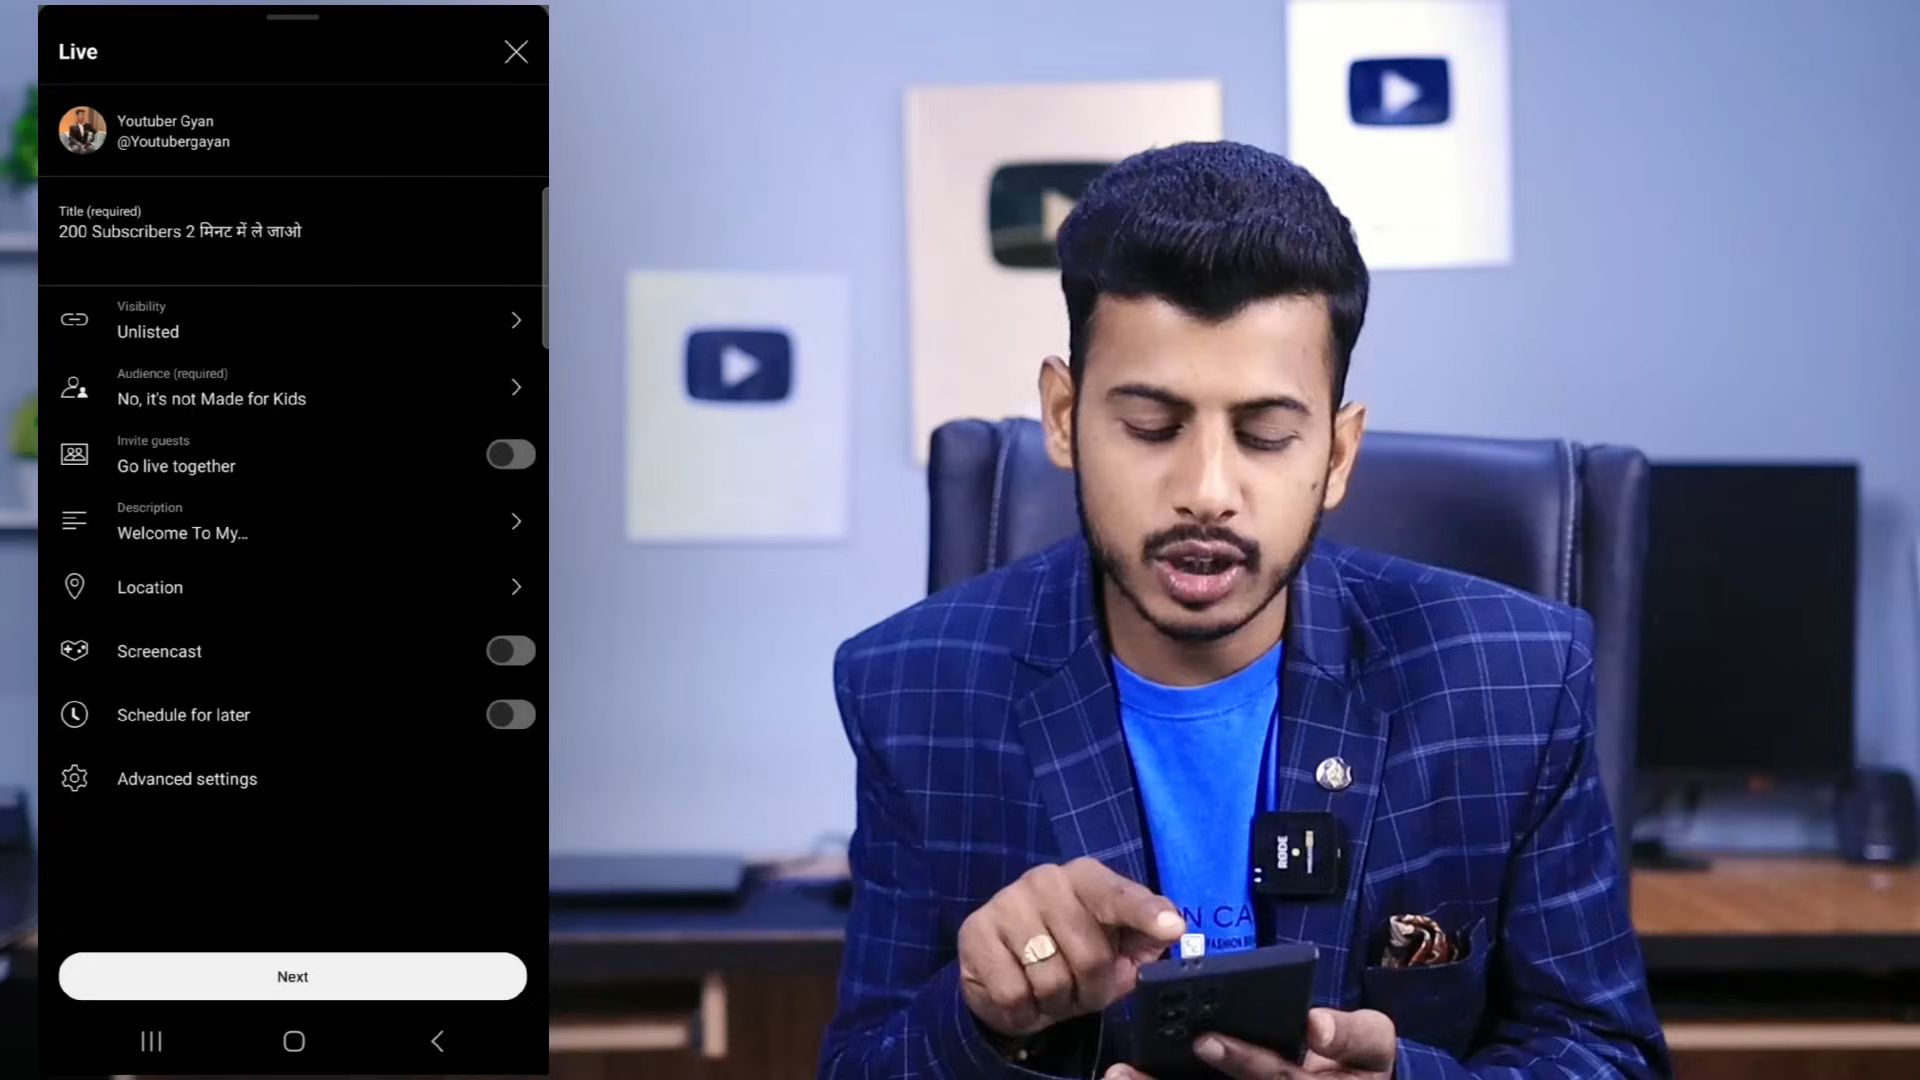 Live
Youtuber Gyan
@Youtubergayan
Title (required)
200 Subscribers 2 मिनट में ले जाओ
Visibility
Unlisted
Audience (required)
No, it's not Made for Kids
Invite guests
Go live together
Description
Welcome To My...
Location
Screencast
Schedule for later
Advanced settings
Next
RODE
N CA
FASHION